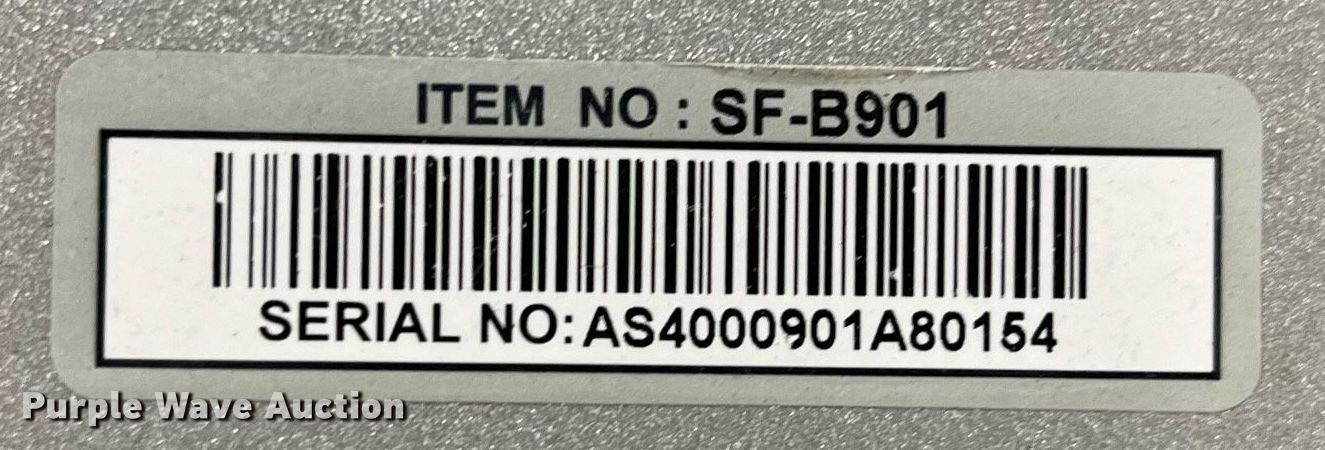 ITEM NO : SF-B901
SERIAL NO: AS4000901A80154
Purple Wave Auction